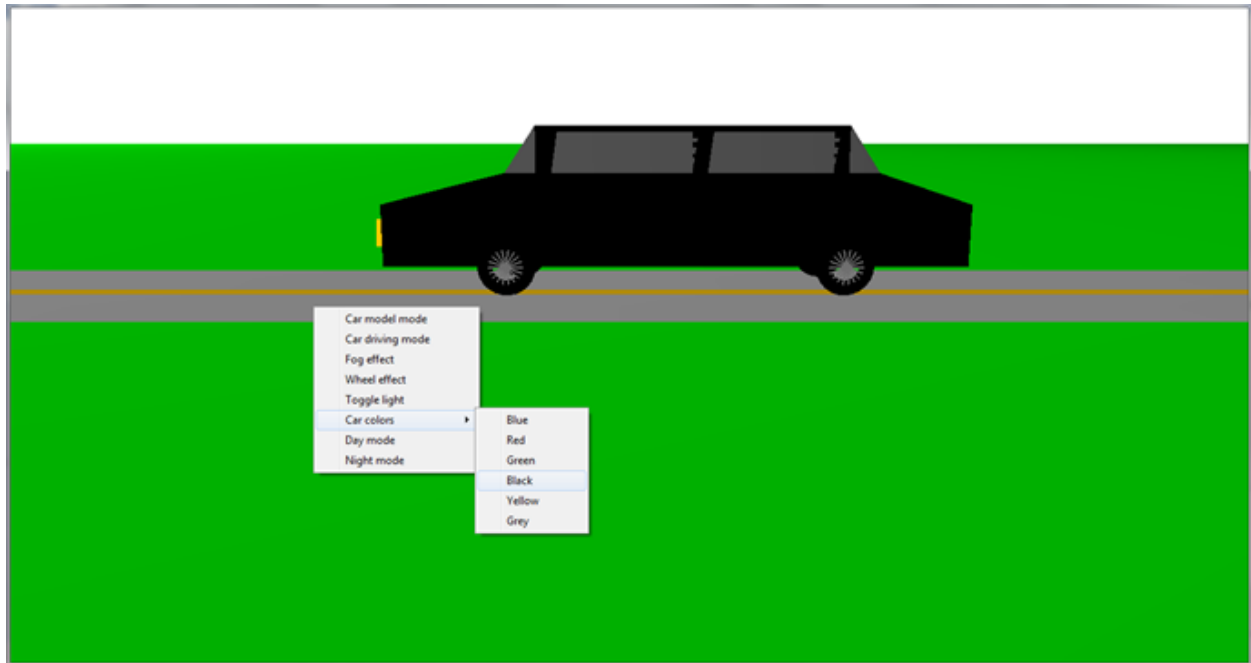 Car model mode
Car driving mode
Fog effect
Wheel effect
Toggle light
Car colors
Day mode
Night mode
Blue
Red
Green
Black
Yellow
Grey